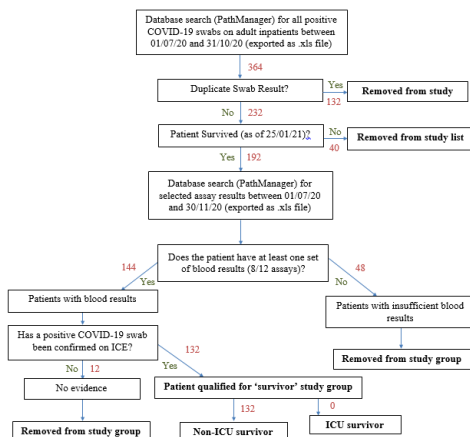 Database search (PathManager) for all positive
COVID-19 swabs on adult inpatients between
01/07/20 and 31/10/20 (exported as .xls file)
364
Duplicate Swab Result?
Yes
132
Removed from study
No
232
Patient Survived (as of 25/01/21)?
No
40
Removed from study list
Yes
192
Database search (PathManager) for
selected assay results between 01/07/20
and 30/11/20 (exported as .xls file)
Does the patient have at least one set
of blood results (8/12 assays)?
144
Yes
48
No
Patients with blood results
Patients with insufficient blood
results
Has a positive COVID-19 swab
been confirmed on ICE?
132
Yes
Removed from study group
No
12
No evidence
Patient qualified for ‘survivor’ study group
132
0
Removed from study group
Non-ICU survivor
ICU survivor